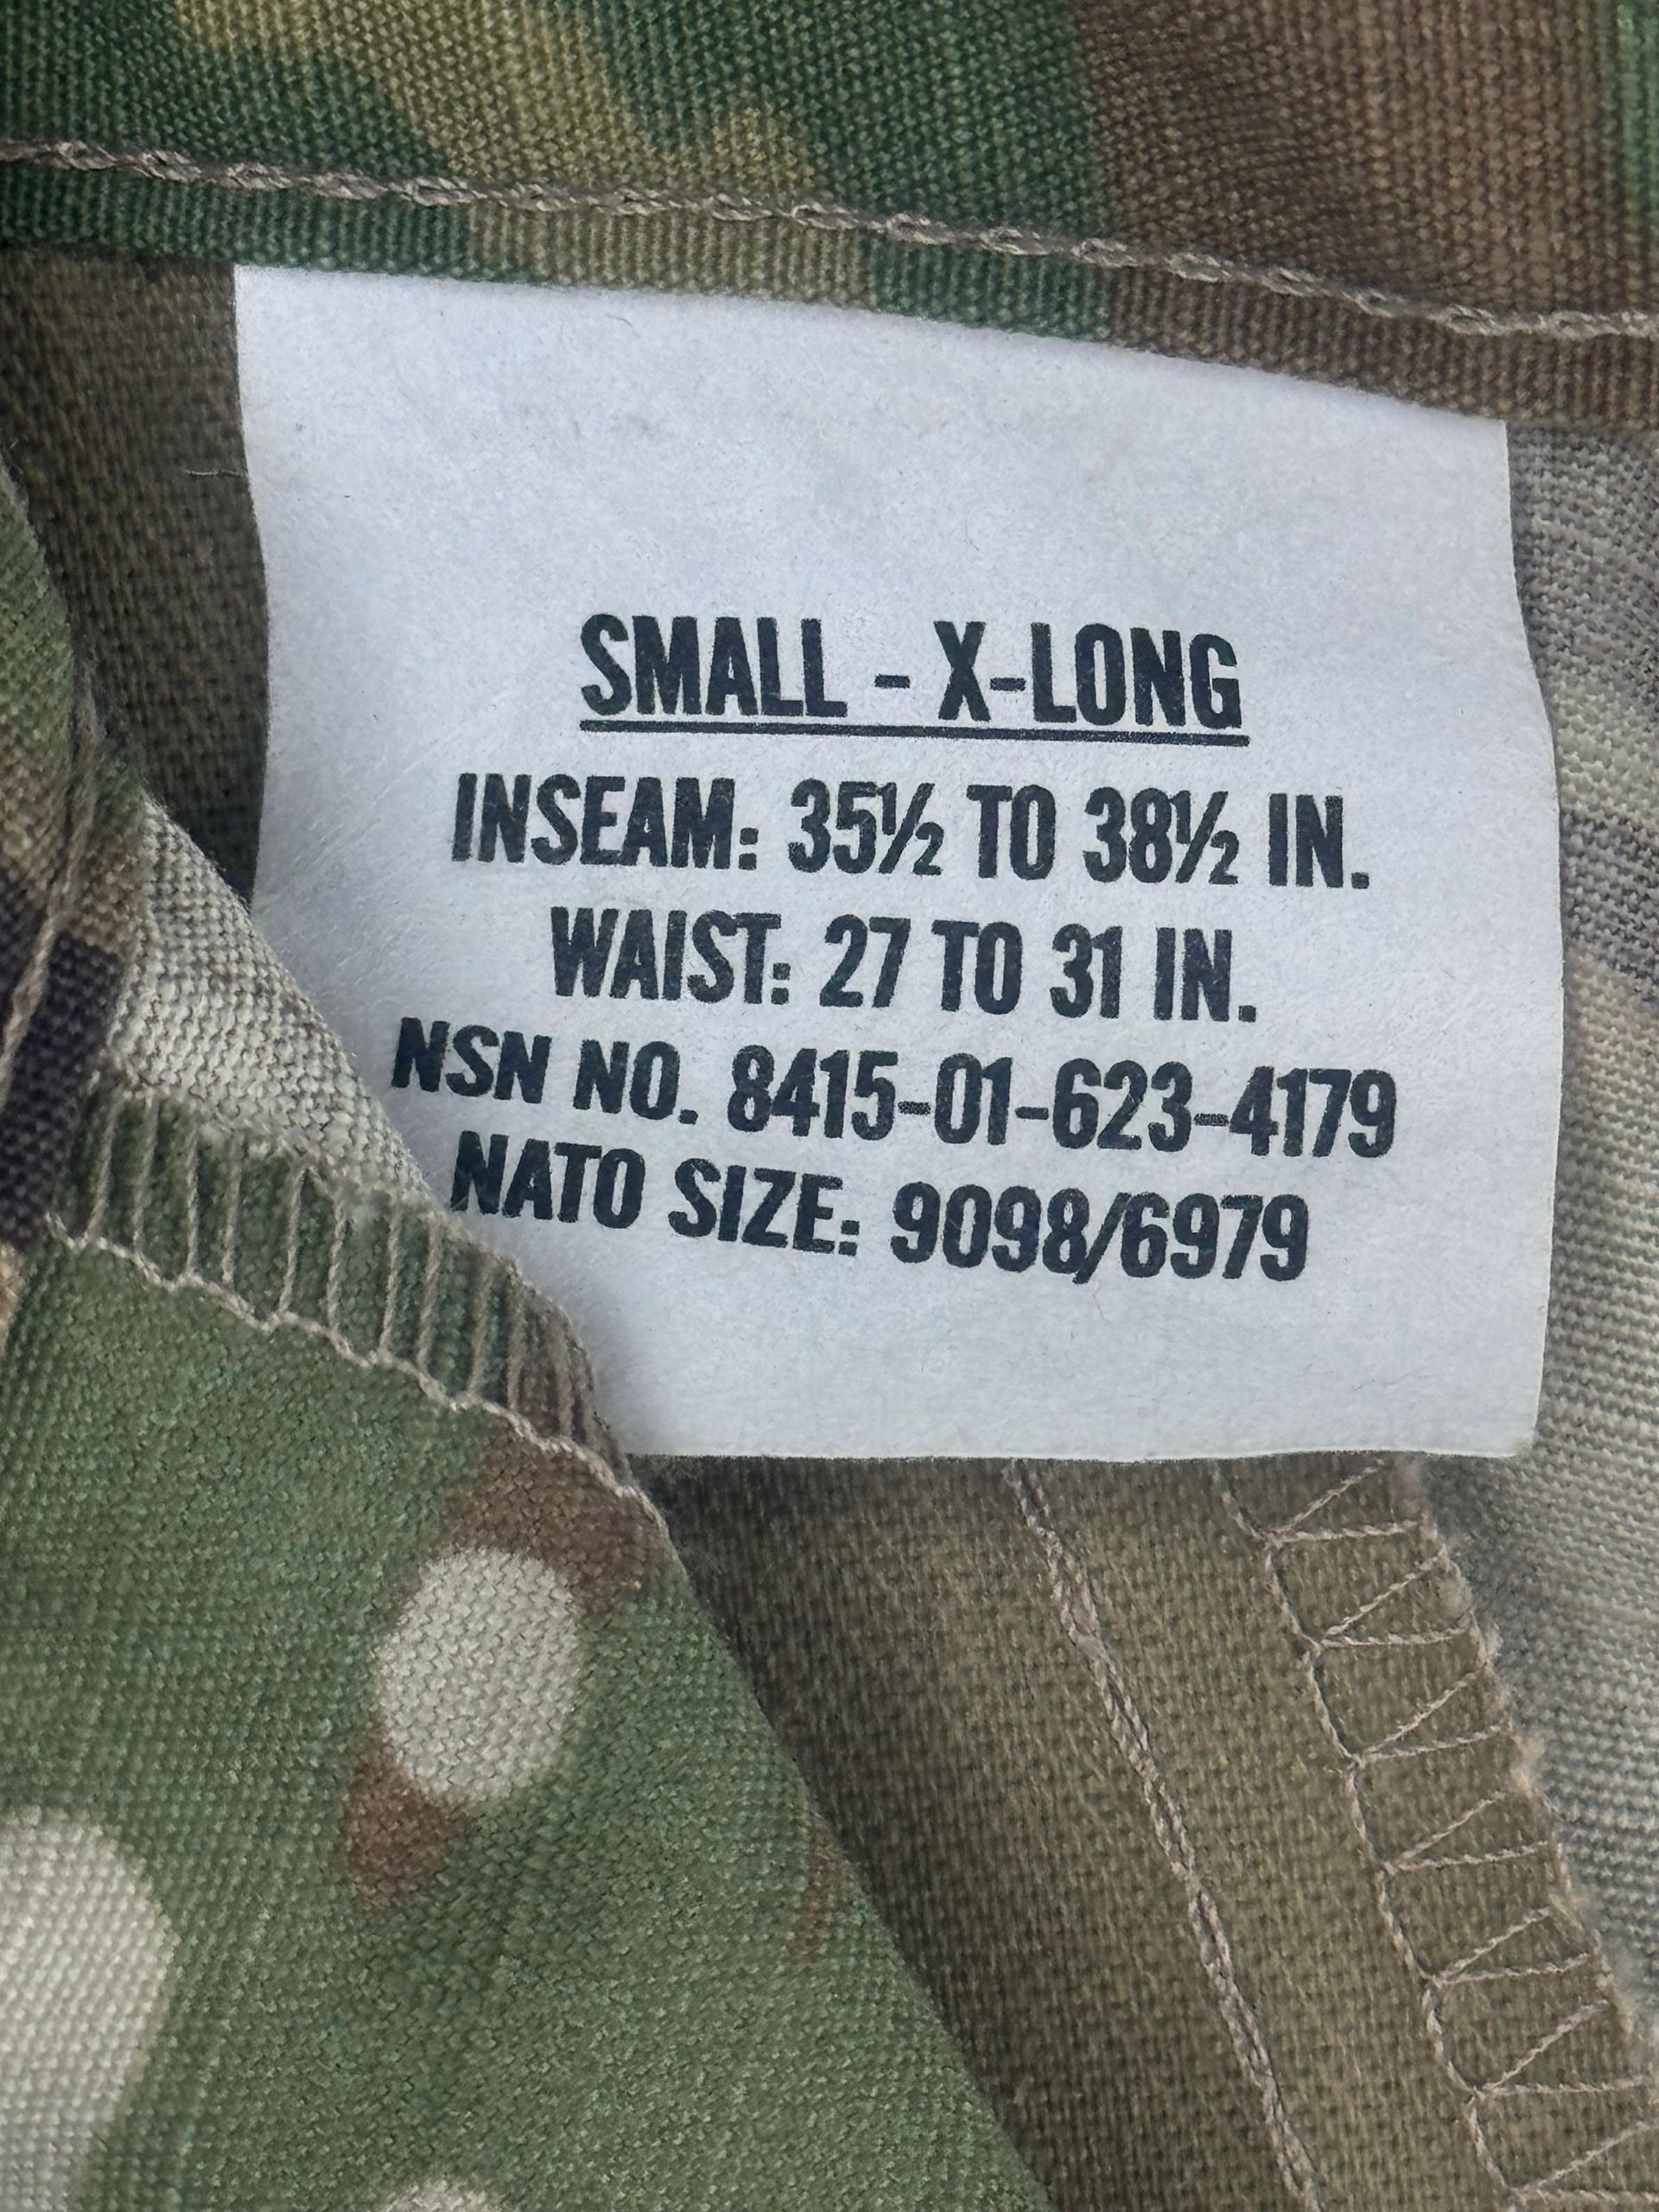 SMALL - X-LONG
INSEAM: 35½ TO 38½ IN.
WAIST: 27 TO 31 IN.
NSN NO. 8415-01-623-4179
NATO SIZE: 9098/6979